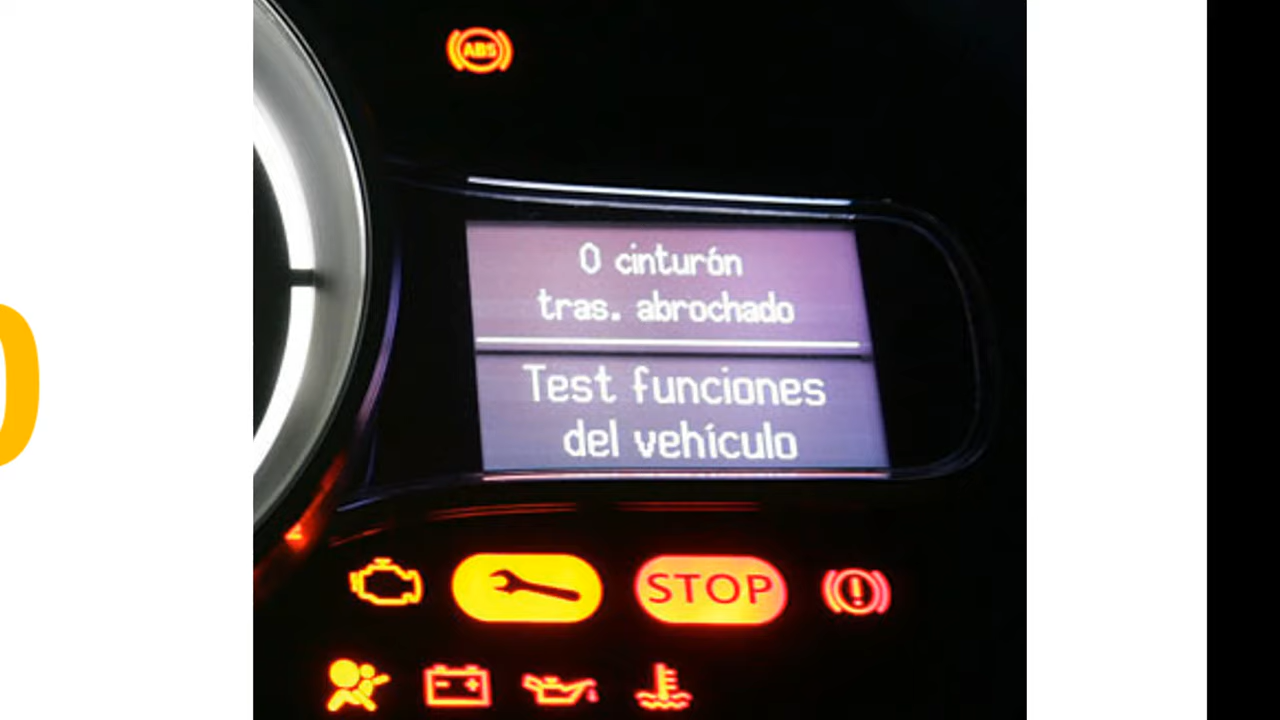 ABS
0 cinturón
tras. abrochado
Test funciones
del vehículo
STOP